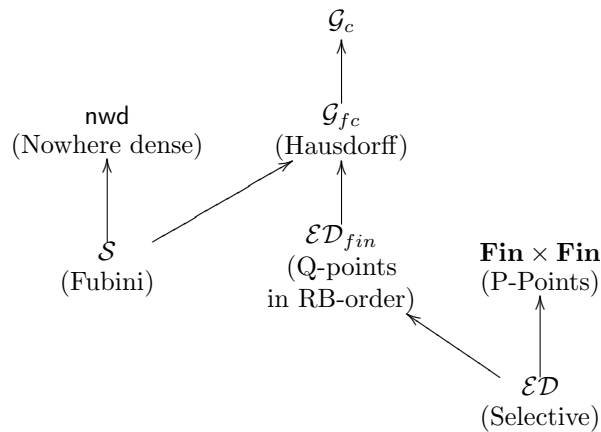 𝒢_c
nwd
(Nowhere dense)
𝒢_{fc}
(Hausdorff)
𝒮
(Fubini)
ℰ𝒟_{fin}
(Q-points
in RB-order)
Fin × Fin
(P-Points)
ℰ𝒟
(Selective)